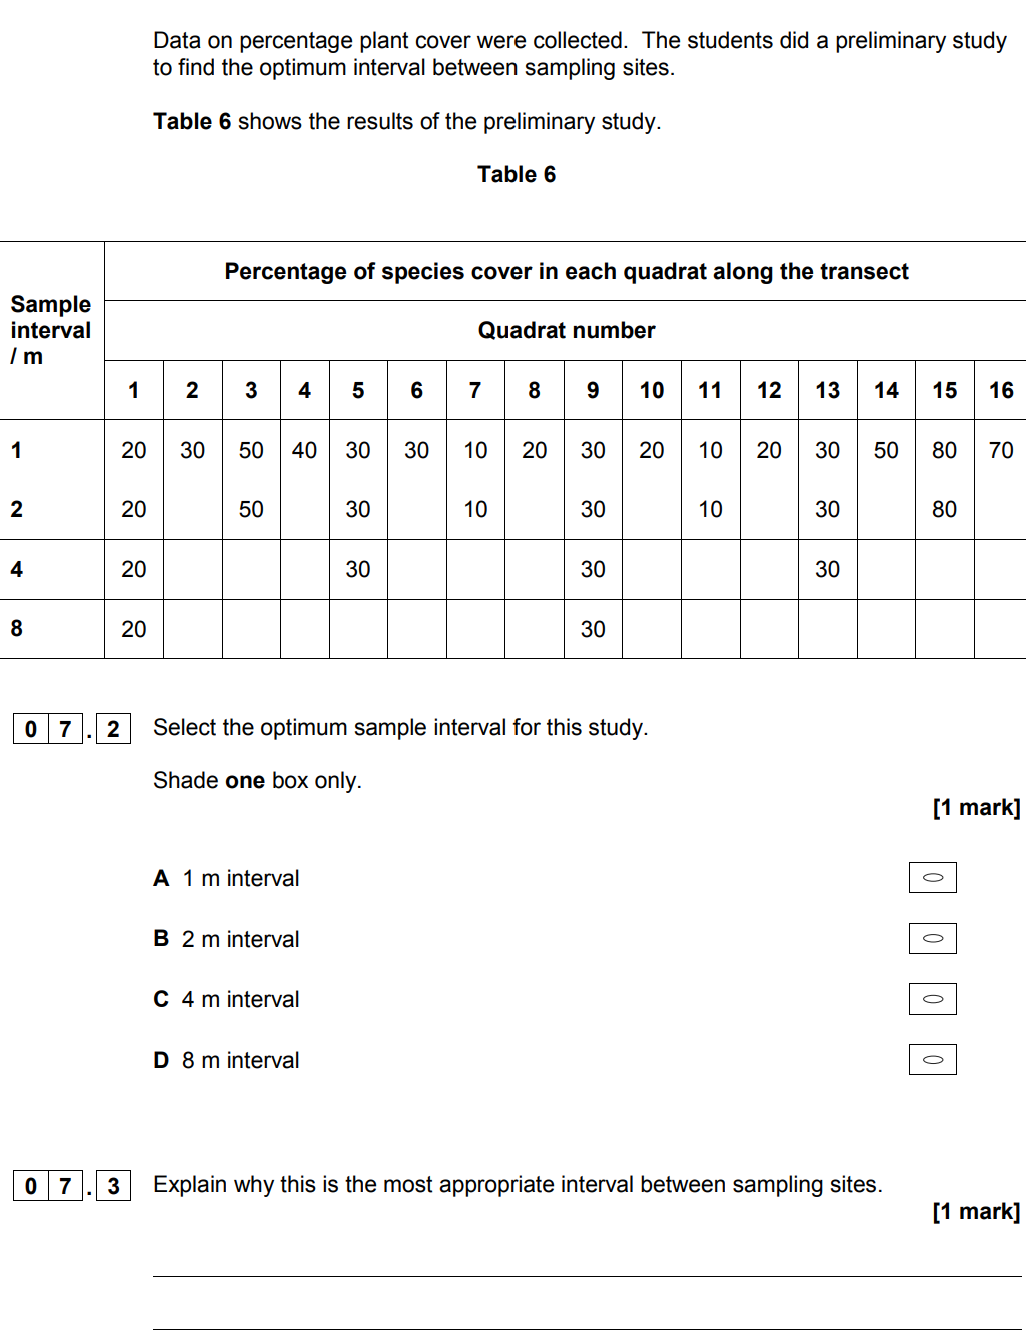 Data on percentage plant cover were collected. The students did a preliminary study
to find the optimum interval between sampling sites.
Table 6 shows the results of the preliminary study.
Table 6
Sample interval / m
Percentage of species cover in each quadrat along the transect
Quadrat number
1 2 3 4 5 6 7 8 9 10 11 12 13 14 15 16
1 20 30 50 40 30 30 10 20 30 20 10 20 30 50 80 70
2 20 50 30 10 30 10 30 80
4 20 30 30 30
8 20 30
0 7 . 2 Select the optimum sample interval for this study.
Shade one box only.
[1 mark]
A 1 m interval
B 2 m interval
C 4 m interval
D 8 m interval
0 7 . 3 Explain why this is the most appropriate interval between sampling sites.
[1 mark]